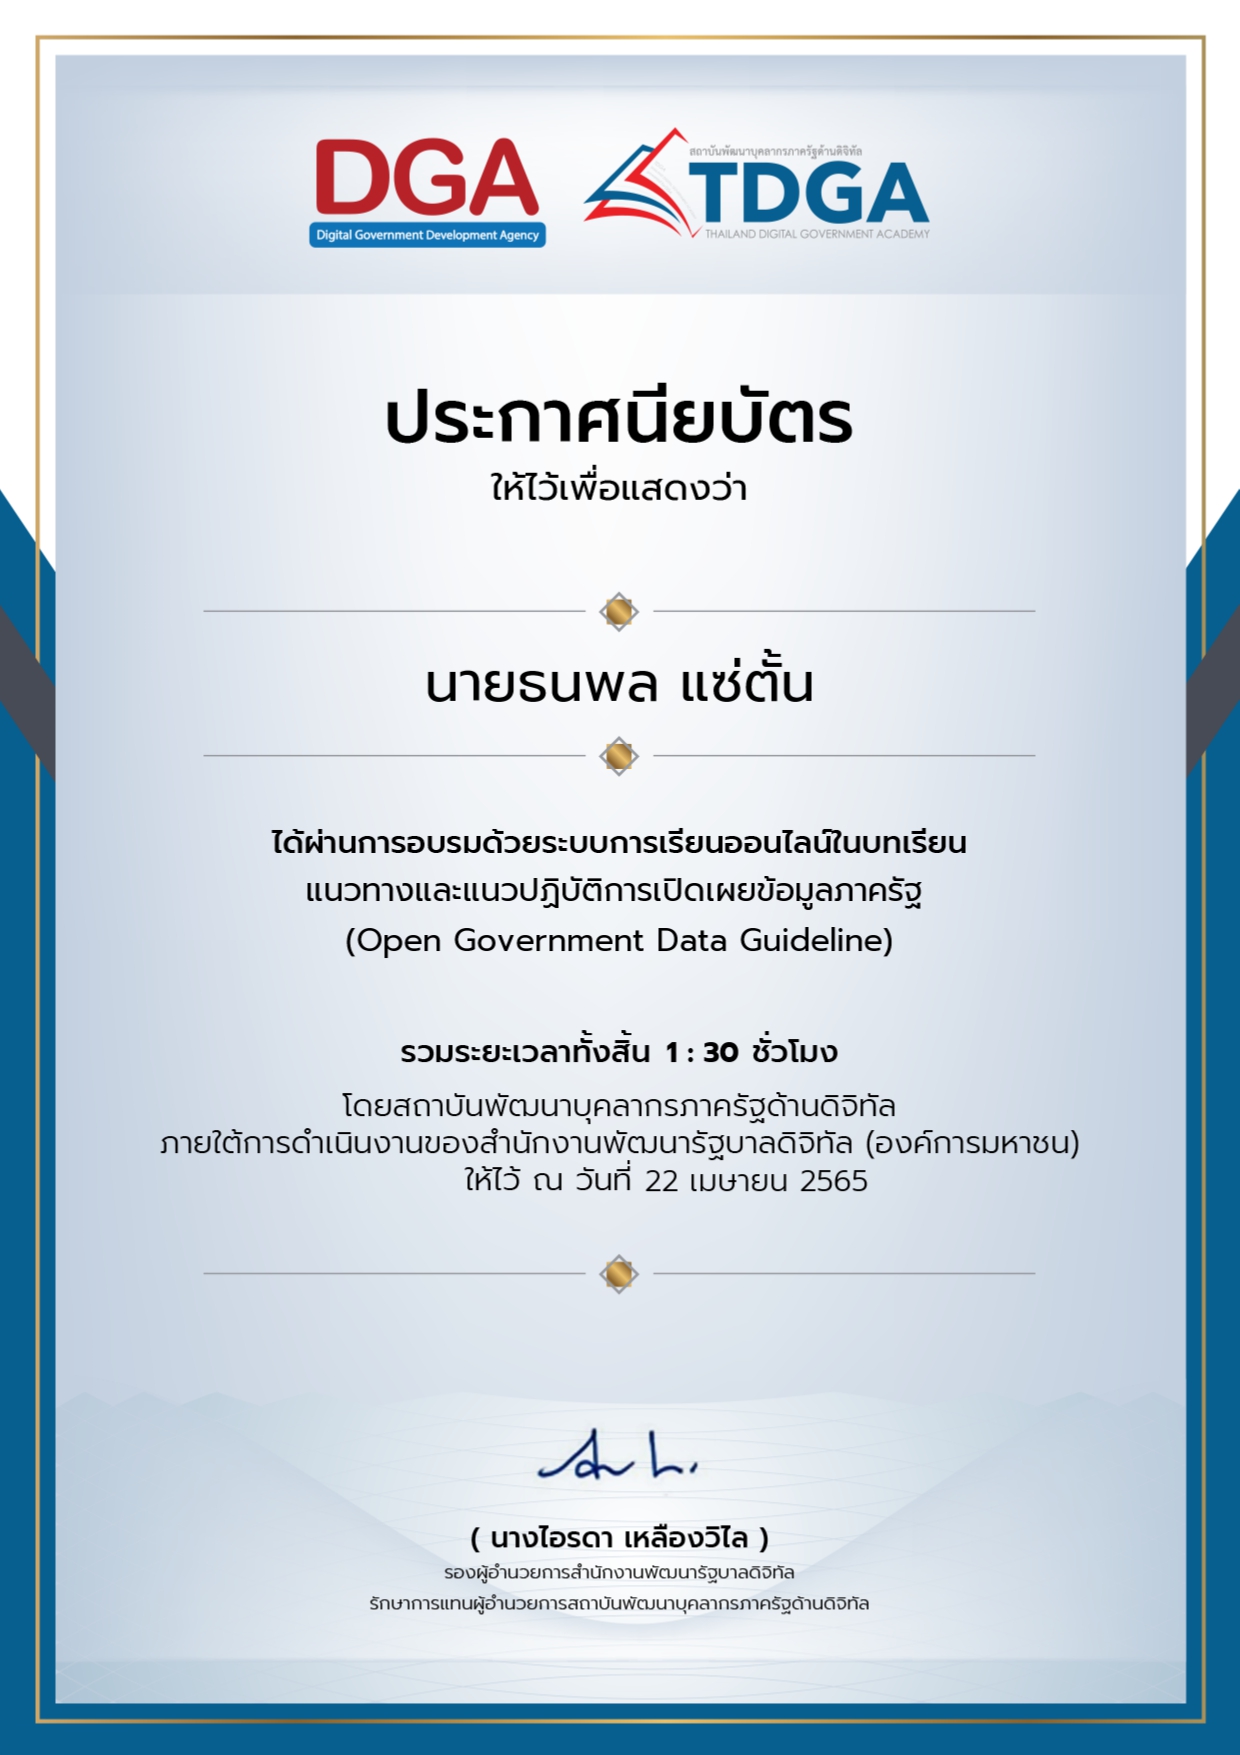 DGA
Digital Government Development Agency
สถาบันพัฒนาบุคลากรภาครัฐด้านดิจิทัล
TDGA
THAILAND DIGITAL GOVERNMENT ACADEMY
ประกาศนียบัตร
ให้ไว้เพื่อแสดงว่า
นายธนพล แซ่ตั้น
ได้ผ่านการอบรมด้วยระบบการเรียนออนไลน์ในบทเรียน
แนวทางและแนวปฏิบัติการเปิดเผยข้อมูลภาครัฐ
(Open Government Data Guideline)
รวมระยะเวลาทั้งสิ้น 1 : 30 ชั่วโมง
โดยสถาบันพัฒนาบุคลากรภาครัฐด้านดิจิทัล
ภายใต้การดำเนินงานของสำนักงานพัฒนารัฐบาลดิจิทัล (องค์การมหาชน)
ให้ไว้ ณ วันที่ 22 เมษายน 2565
( นางไอรดา เหลืองวิไล )
รองผู้อำนวยการสำนักงานพัฒนารัฐบาลดิจิทัล
รักษาการแทนผู้อำนวยการสถาบันพัฒนาบุคลากรภาครัฐด้านดิจิทัล